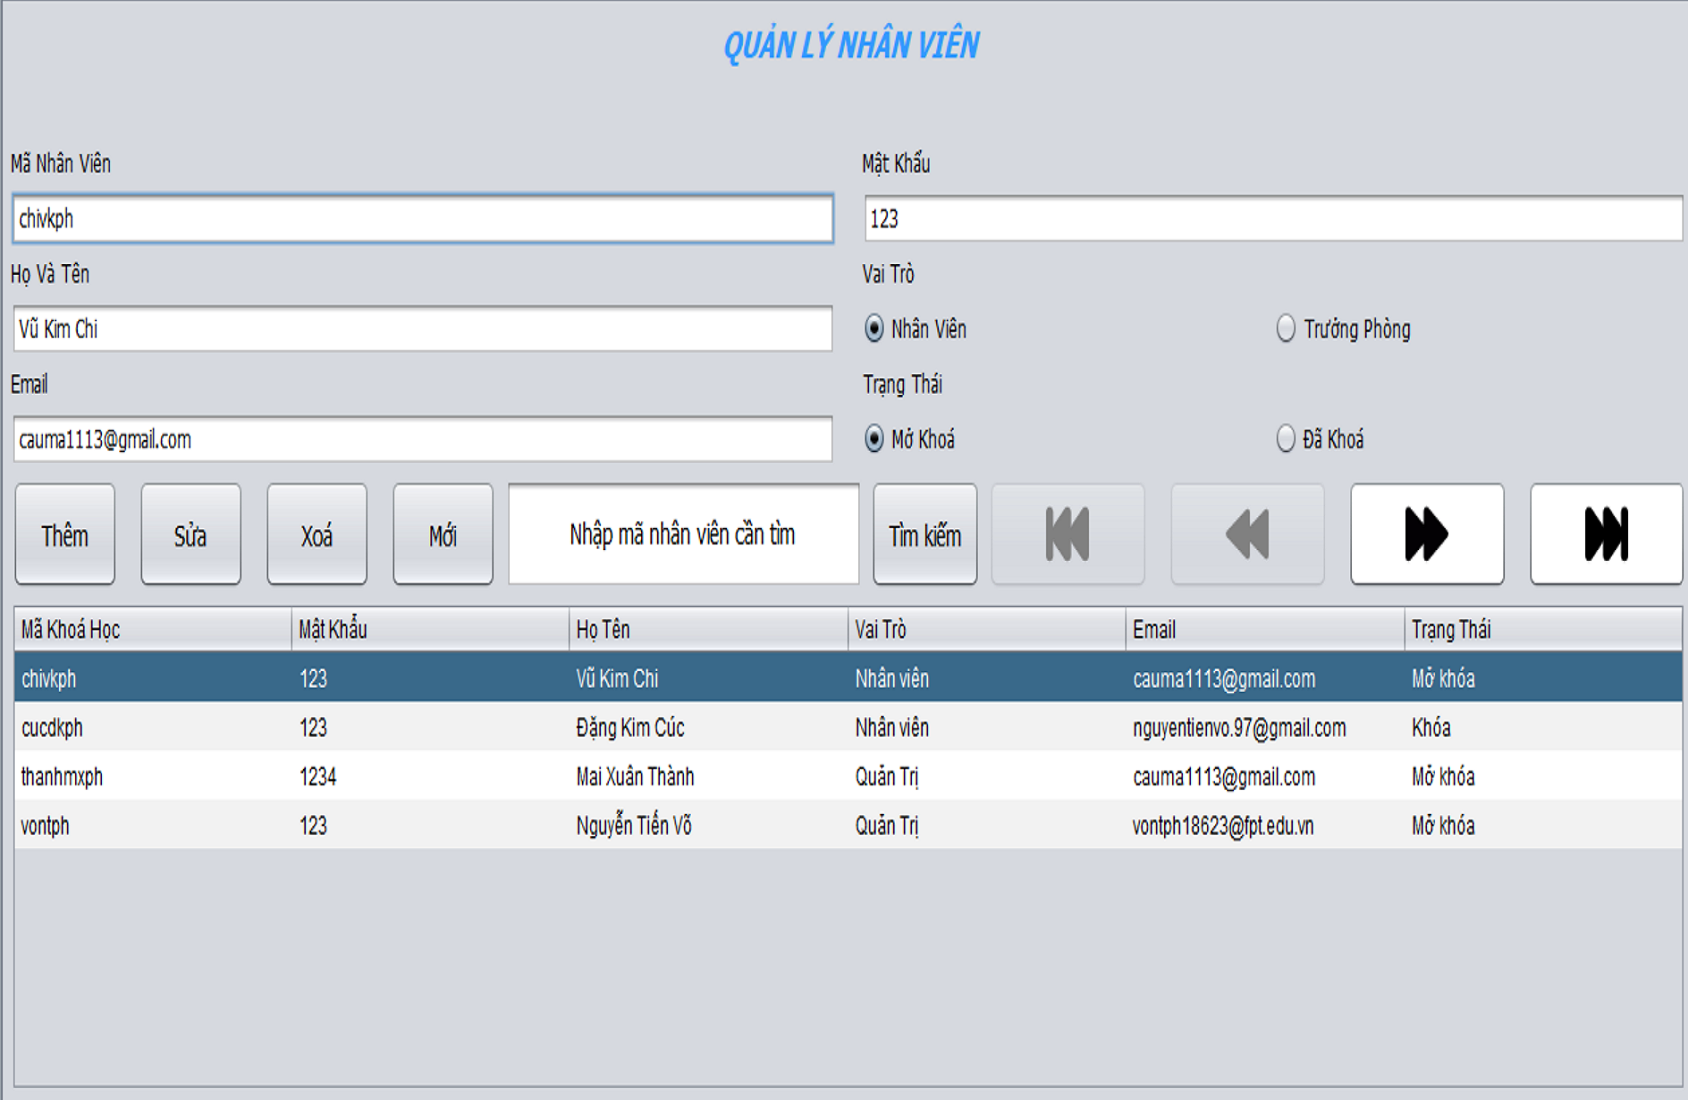 QUẢN LÝ NHÂN VIÊN
Mã Nhân Viên Mật Khẩu
chivkph 123
Họ Và Tên Vai Trò
Vũ Kim Chi Nhân Viên Trưởng Phòng
Email Trạng Thái
cauma1113@gmail.com Mở Khoá Đã Khoá
Thêm Sửa Xoá Mới Nhập mã nhân viên cần tìm Tìm kiếm
Mã Khoá Học Mật Khẩu Họ Tên Vai Trò Email Trạng Thái
chivkph 123 Vũ Kim Chi Nhân viên cauma1113@gmail.com Mở khóa
cucdkph 123 Đặng Kim Cúc Nhân viên nguyentienvo.97@gmail.com Khóa
thanhmxph 1234 Mai Xuân Thành Quản Trị cauma1113@gmail.com Mở khóa
vontph 123 Nguyễn Tiến Võ Quản Trị vontph18623@fpt.edu.vn Mở khóa